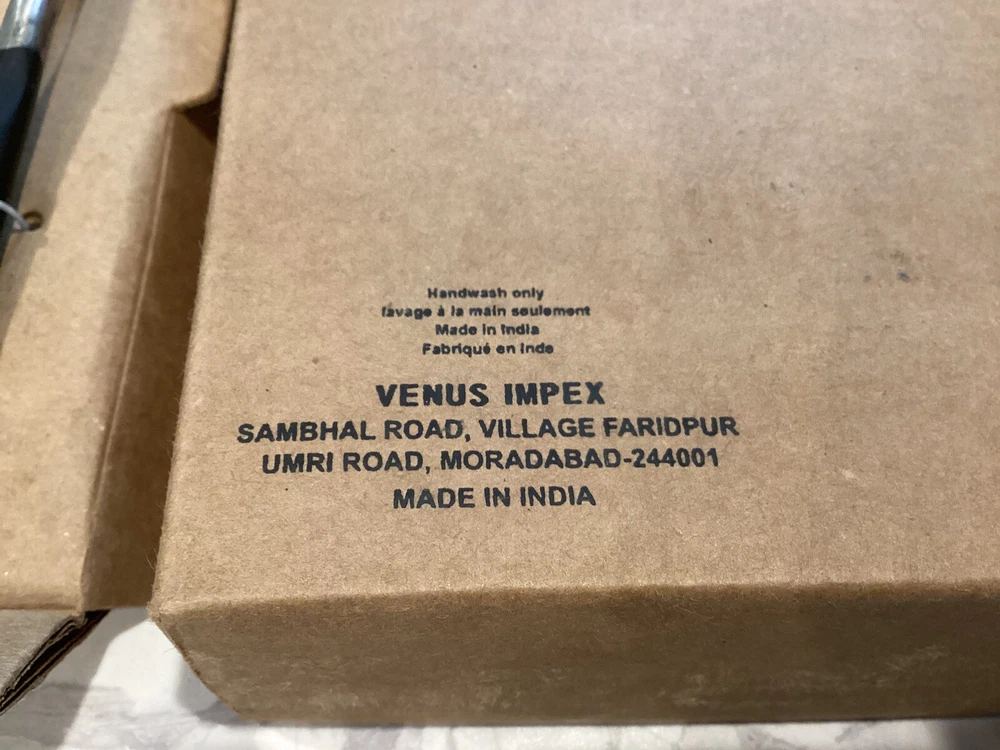 Handwash only
lavage à la main seulement
Made in India
Fabriqué en Inde
VENUS IMPEX
SAMBHAL ROAD, VILLAGE FARIDPUR
UMRI ROAD, MORADABAD-244001
MADE IN INDIA